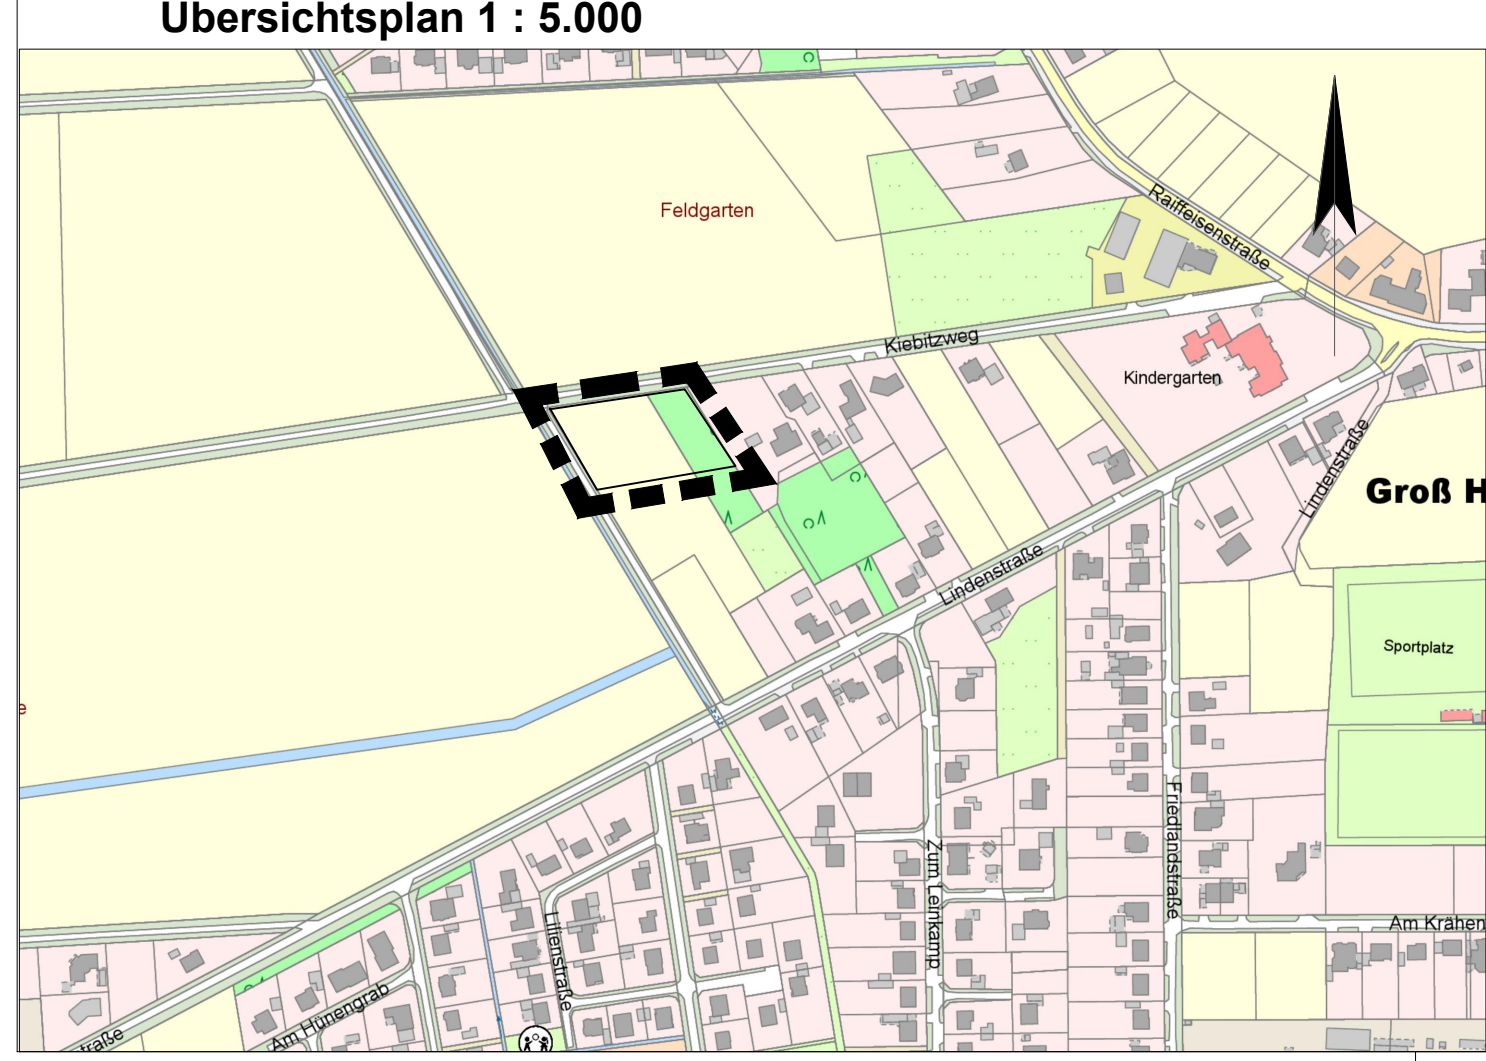 Übersichtsplan 1 : 5.000
Feldgarten
Raiffeisenstraße
Kiebitzweg
Kindergarten
Lindenstraße
Groß H
Lindenstraße
Sportplatz
e
Friedlandstraße
Zum Leinkamp
Am Krähen
Lilienstraße
Am Hünengrab
traße